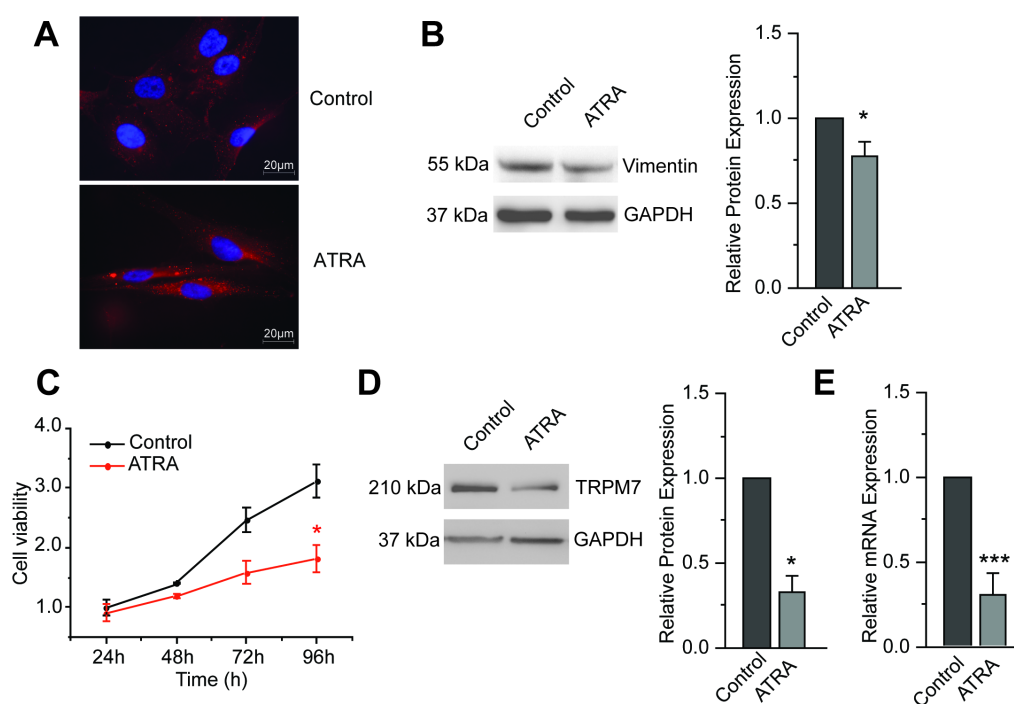 A
Control
20µm
ATRA
20µm
B
Control
ATRA
55 kDa
Vimentin
37 kDa
GAPDH
Relative Protein Expression
1.5
1.0
0.5
0.0
*
Control
ATRA
C
Cell viability
4.0
3.0
2.0
1.0
Control
ATRA
*
24h
48h
72h
96h
Time (h)
D
Control
ATRA
210 kDa
TRPM7
37 kDa
GAPDH
Relative Protein Expression
1.5
1.0
0.5
0.0
*
Control
ATRA
E
Relative mRNA Expression
1.5
1.0
0.5
0.0
***
Control
ATRA